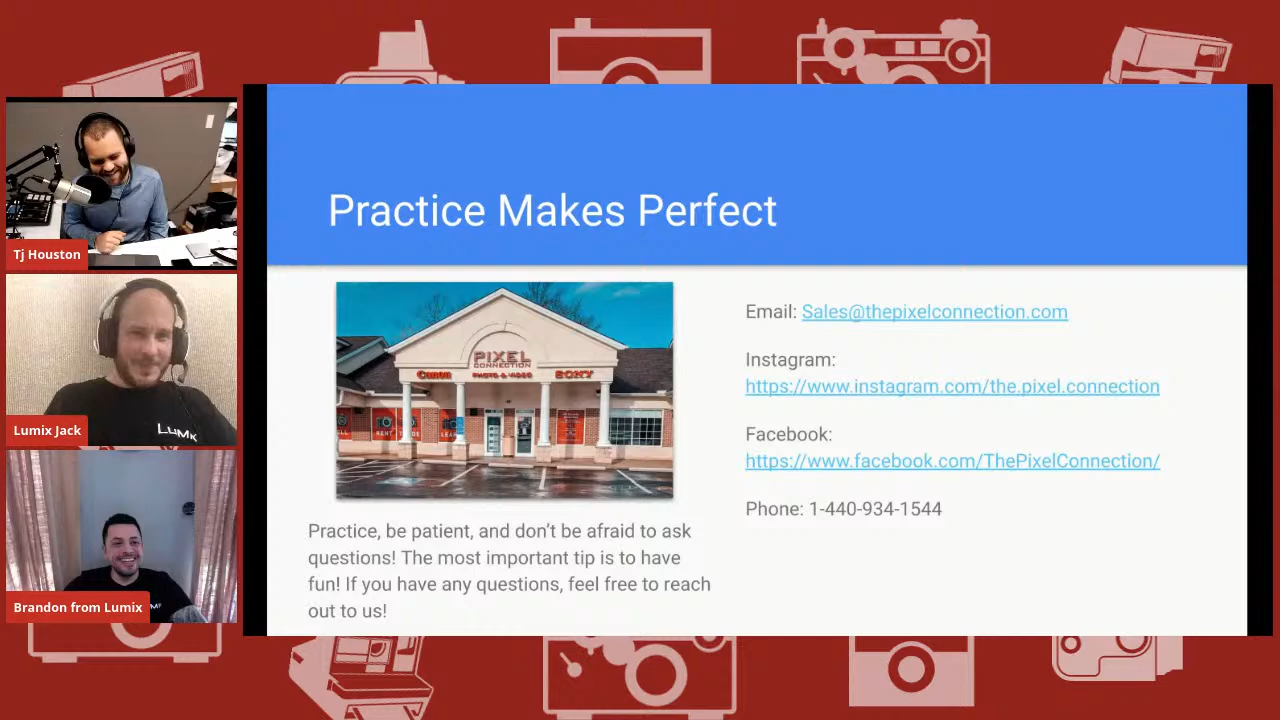 Tj Houston
Lumix Jack
LUMIX
Brandon from Lumix
Practice Makes Perfect
PIXEL
CONNECTION
PHOTO & VIDEO
Canon
SONY
RENT
Practice, be patient, and don't be afraid to ask
questions! The most important tip is to have
fun! If you have any questions, feel free to reach
out to us!
Email: Sales@thepixelconnection.com
Instagram:
https://www.instagram.com/the.pixel.connection
Facebook:
https://www.facebook.com/ThePixelConnection/
Phone: 1-440-934-1544